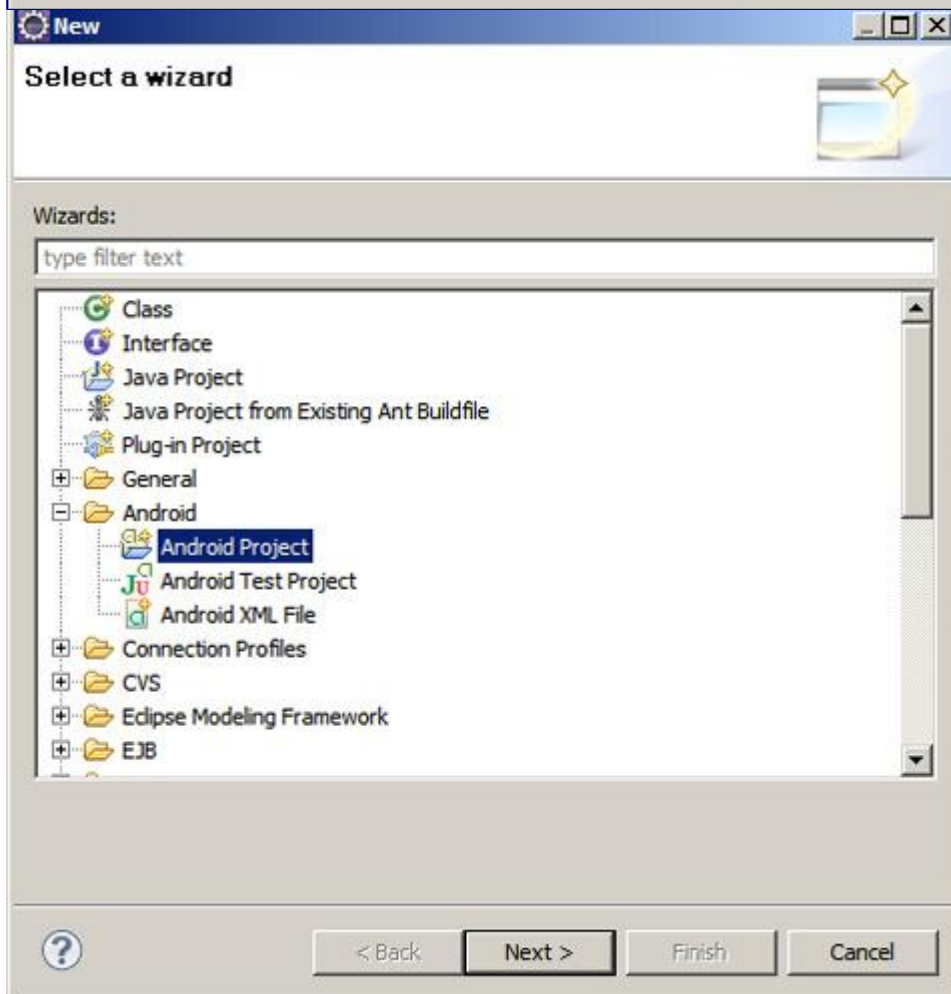 New
Select a wizard
Wizards:
type filter text
Class
Interface
Java Project
Java Project from Existing Ant Buildfile
Plug-in Project
General
Android
Android Project
Android Test Project
Android XML File
Connection Profiles
CVS
Eclipse Modeling Framework
EJB
< Back Next > Finish Cancel